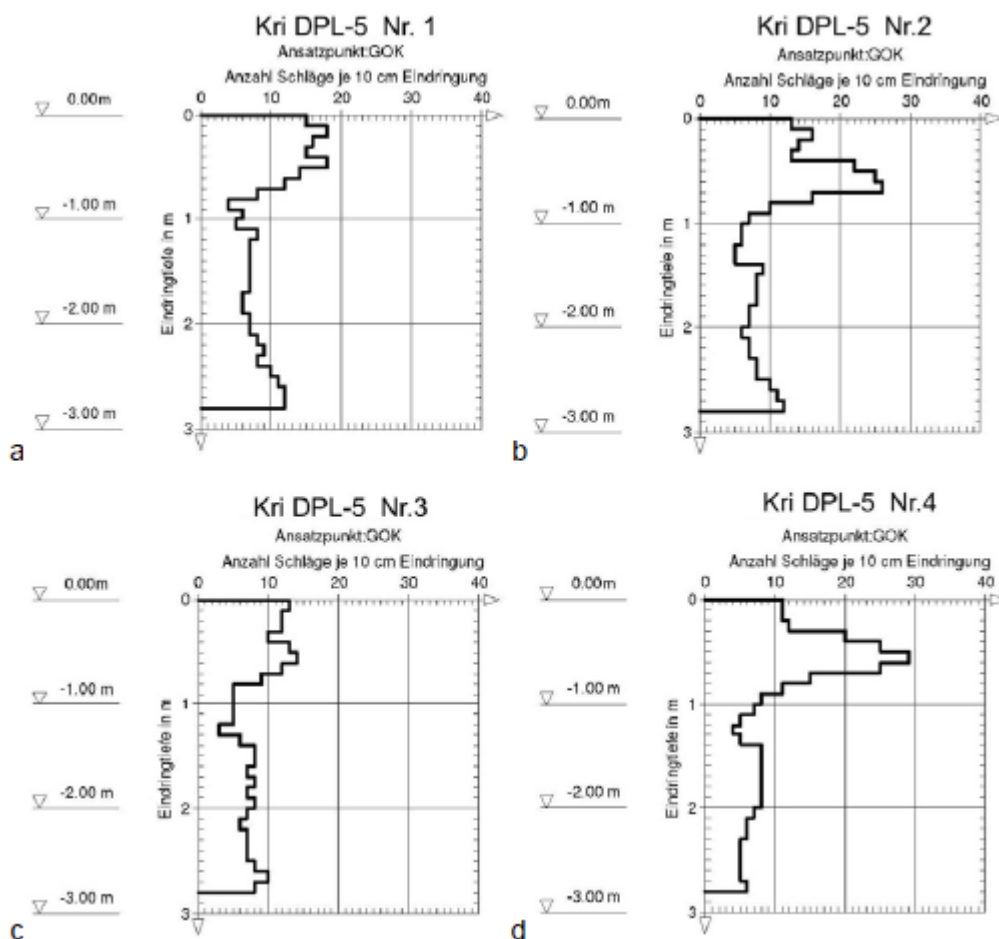 Kri DPL-5 Nr. 1
Ansatzpunkt:GOK
Anzahl Schläge je 10 cm Eindringung
0 10 20 30 40
0.00m
-1.00 m
-2.00 m
-3.00 m
0
1
2
3
Eindringtiefe in m
a
Kri DPL-5 Nr.2
Ansatzpunkt:GOK
Anzahl Schläge je 10 cm Eindringung
0 10 20 30 40
0.00m
-1.00 m
-2.00 m
-3.00 m
0
1
2
3
Eindringtiefe in m
b
Kri DPL-5 Nr.3
Ansatzpunkt:GOK
Anzahl Schläge je 10 cm Eindringung
0 10 20 30 40
0.00m
-1.00 m
-2.00 m
-3.00 m
0
1
2
3
Eindringtiefe in m
c
Kri DPL-5 Nr.4
Ansatzpunkt:GOK
Anzahl Schläge je 10 cm Eindringung
0 10 20 30 40
0.00m
-1.00 m
-2.00 m
-3.00 m
0
1
2
3
Eindringtiefe in m
d